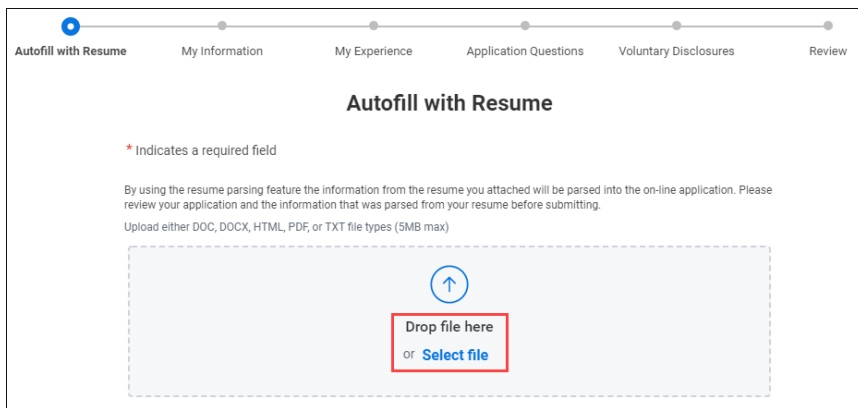 Autofill with Resume My Information My Experience Application Questions Voluntary Disclosures Review
Autofill with Resume
* Indicates a required field
By using the resume parsing feature the information from the resume you attached will be parsed into the on-line application. Please
review your application and the information that was parsed from your resume before submitting.
Upload either DOC, DOCX, HTML, PDF, or TXT file types (5MB max)
Drop file here
or Select file